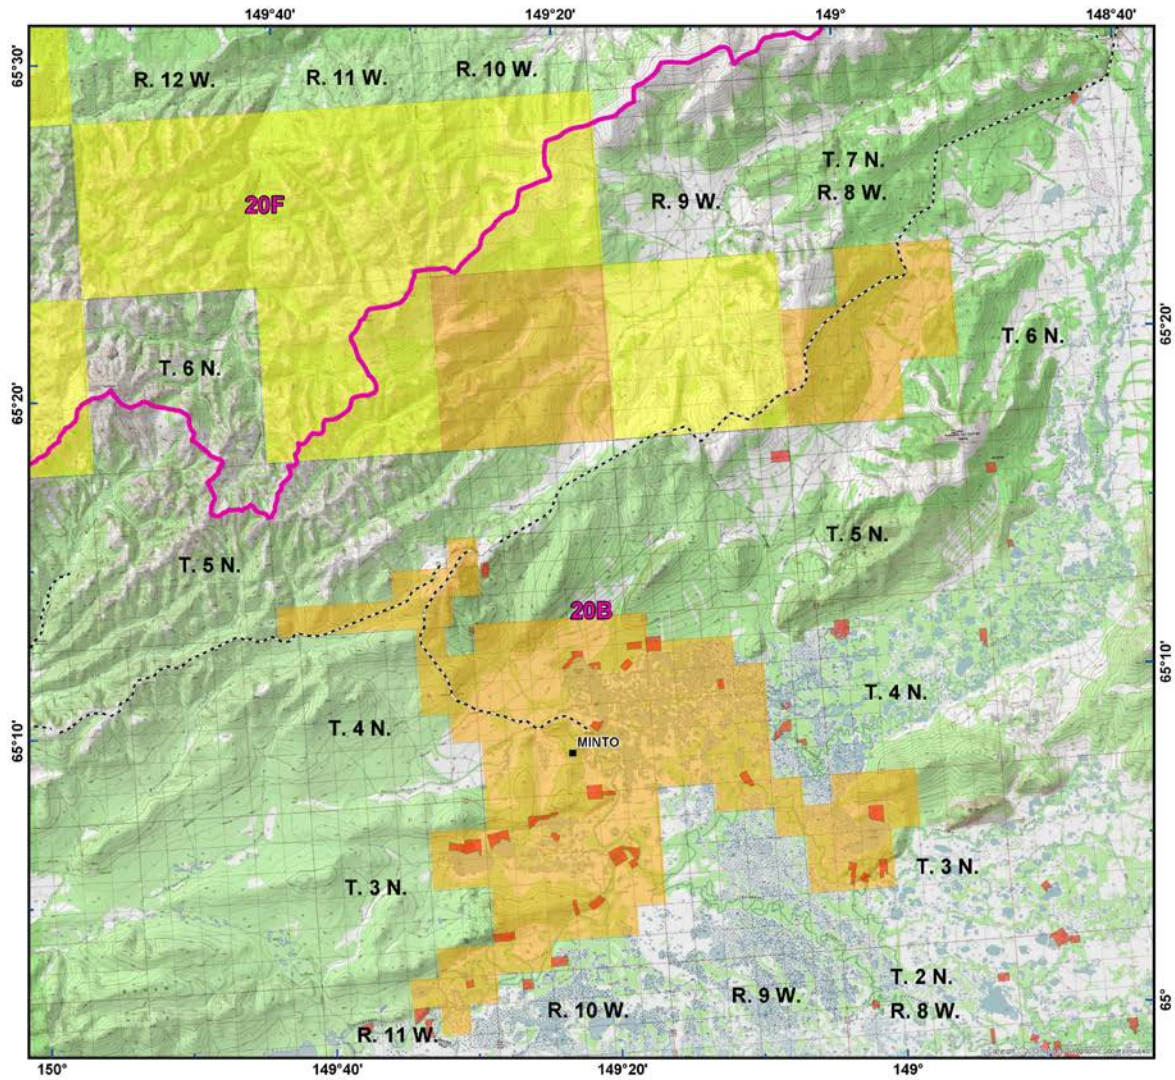 149°40'
149°20'
149°
148°40'
65°30'
R. 12 W.
R. 11 W.
R. 10 W.
T. 7 N.
R. 9 W.
R. 8 W.
20F
65°20'
T. 6 N.
T. 6 N.
65°20'
T. 5 N.
T. 5 N.
20B
65°10'
T. 4 N.
T. 4 N.
65°10'
MINTO
T. 3 N.
T. 3 N.
T. 2 N.
R. 9 W.
65°
R. 10 W.
R. 8 W.
R. 11 W.
150°
149°40'
149°20'
149°